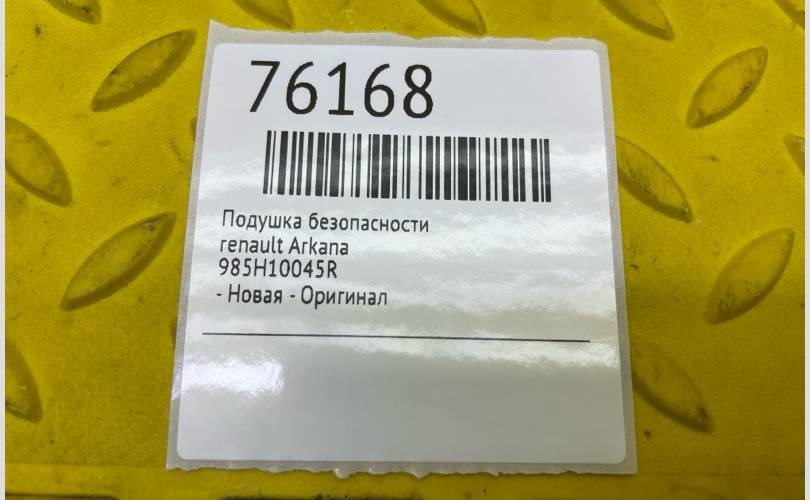 76168
Подушка безопасности
renault Arkana
985H10045R
- Новая - Оригинал